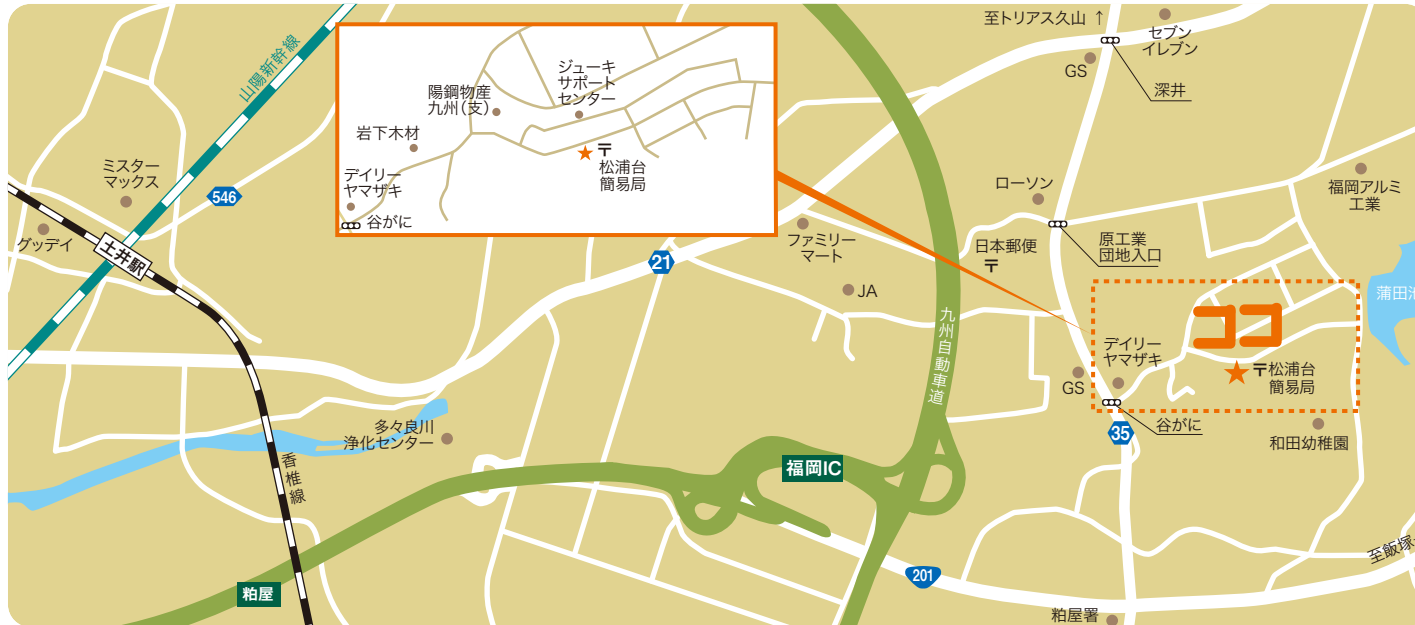 至トリアス久山 ↑
セブン
イレブン
GS
深井
山陽新幹線
ジューキ
サポート
センター
陽鋼物産
九州(支)
岩下木材
〒
松浦台
簡易局
デイリー
ヤマザキ
谷がに
ミスター
マックス
546
グッデイ
土井駅
21
ファミリー
マート
JA
ローソン
日本郵便
〒
原工業
団地入口
福岡アルミ
工業
九州自動車道
ココ
デイリー
ヤマザキ
GS
〒松浦台
簡易局
谷がに
35
和田幼稚園
多々良川
浄化センター
香椎線
福岡IC
粕屋
201
至飯塚
粕屋署